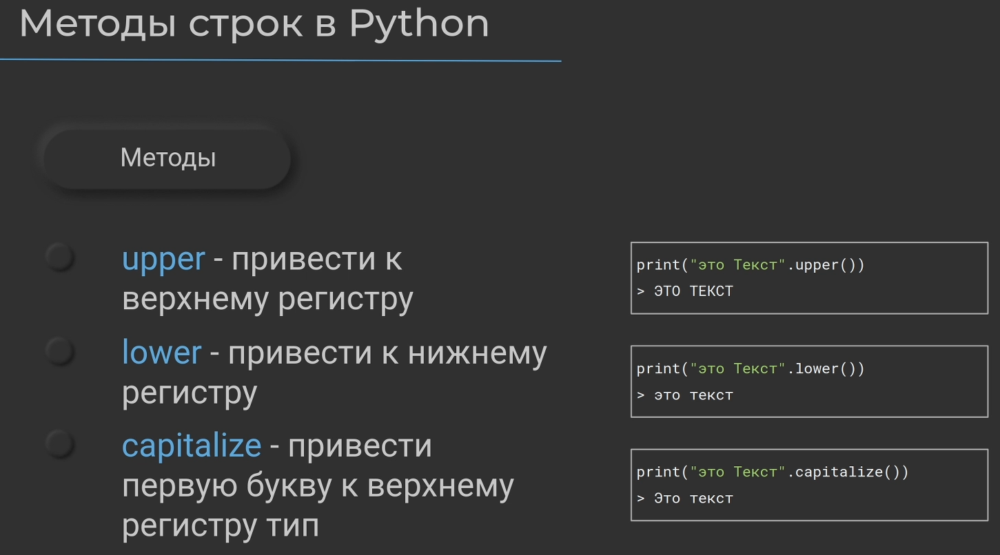 Методы строк в Python
Методы
upper - привести к
верхнему регистру
print("это Текст".upper())
> ЭТО ТЕКСТ
lower - привести к нижнему
регистру
print("это Текст".lower())
> это текст
capitalize - привести
первую букву к верхнему
регистру тип
print("это Текст".capitalize())
> Это текст